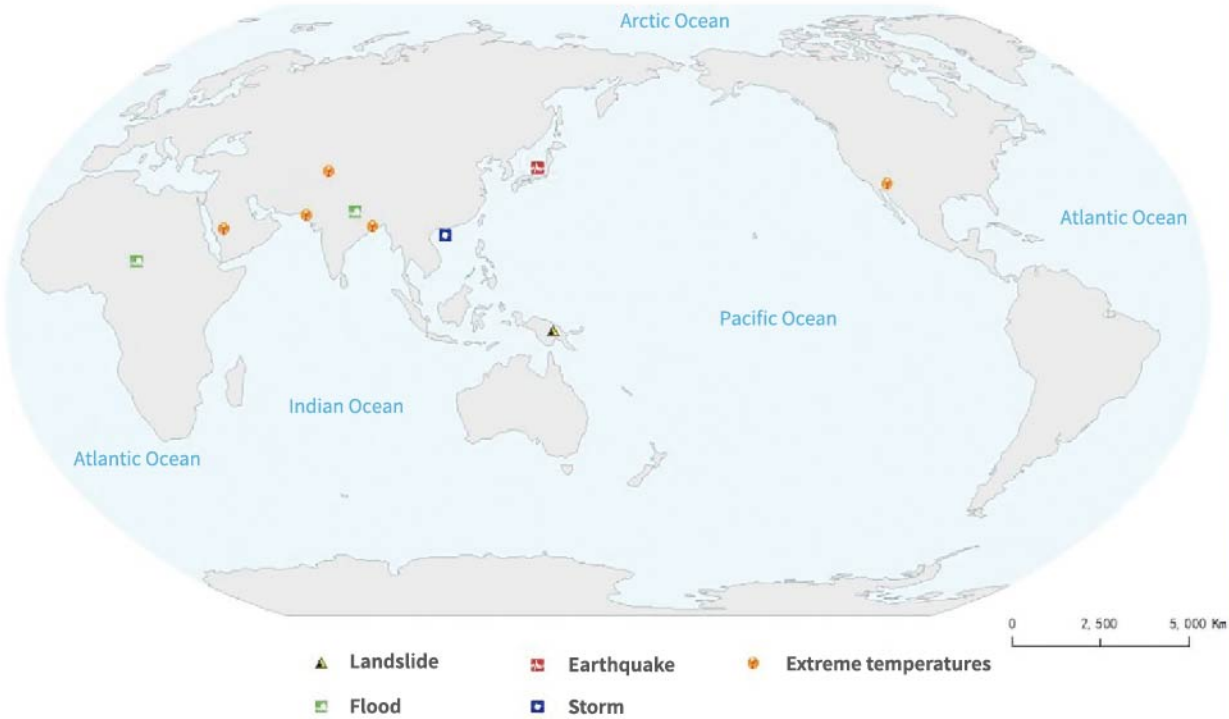 Arctic Ocean
Atlantic Ocean
Pacific Ocean
Indian Ocean
Atlantic Ocean
0 2,500 5,000 Km
Landslide Earthquake Extreme temperatures
Flood Storm